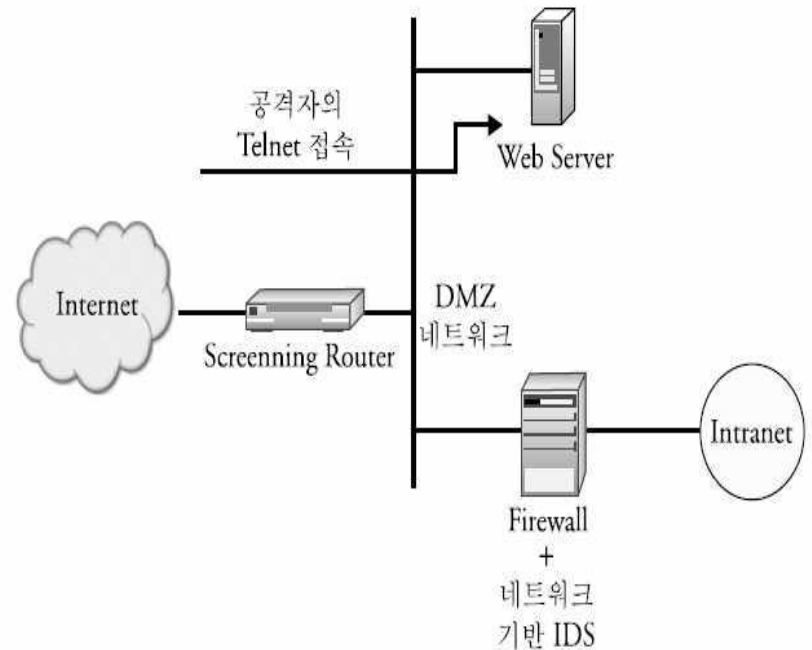 공격자의
Telnet 접속
Web Server
Internet
Screenning Router
DMZ
네트워크
Intranet
Firewall
+
네트워크
기반 IDS